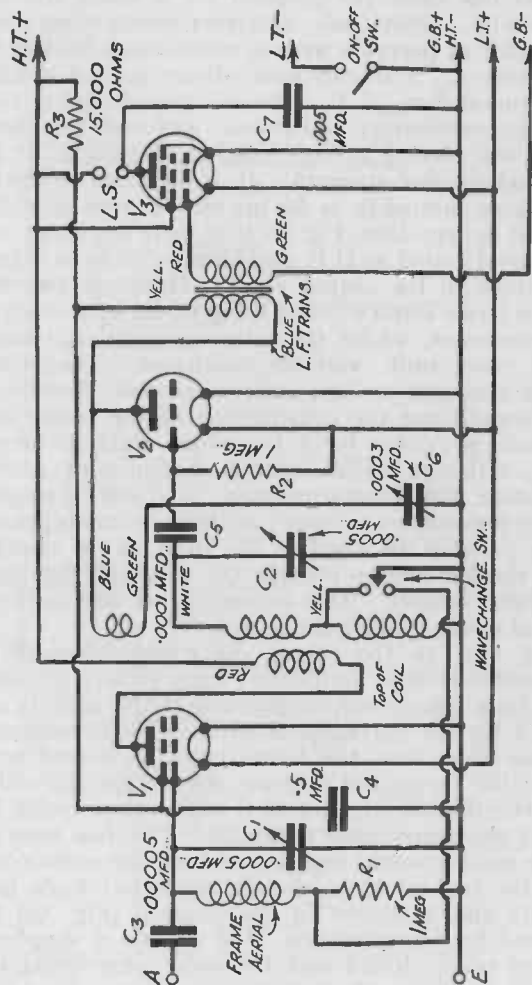 H.T.+
R3
15,000
OHMS
L.S.
V3
RED
YELL.
GREEN
BLUE
L.F. TRANS.
C7
.005
MFD.
L.T.-
ON-OFF
SW.
G.B.+
H.T.-
L.T.+
G.B.-
V2
1 MEG.
R2
BLUE
GREEN
.0001 MFD.
C5
WHITE
C2
.0005
MFD.
.0003
MFD.
C6
YELL.
WAVECHANGE SW.
RED
TOP OF
COIL
V1
C3
.00005
MFD.
A
C1
.0005 MFD.
.5
MFD.
C4
FRAME
AERIAL
R1
1 MEG
E